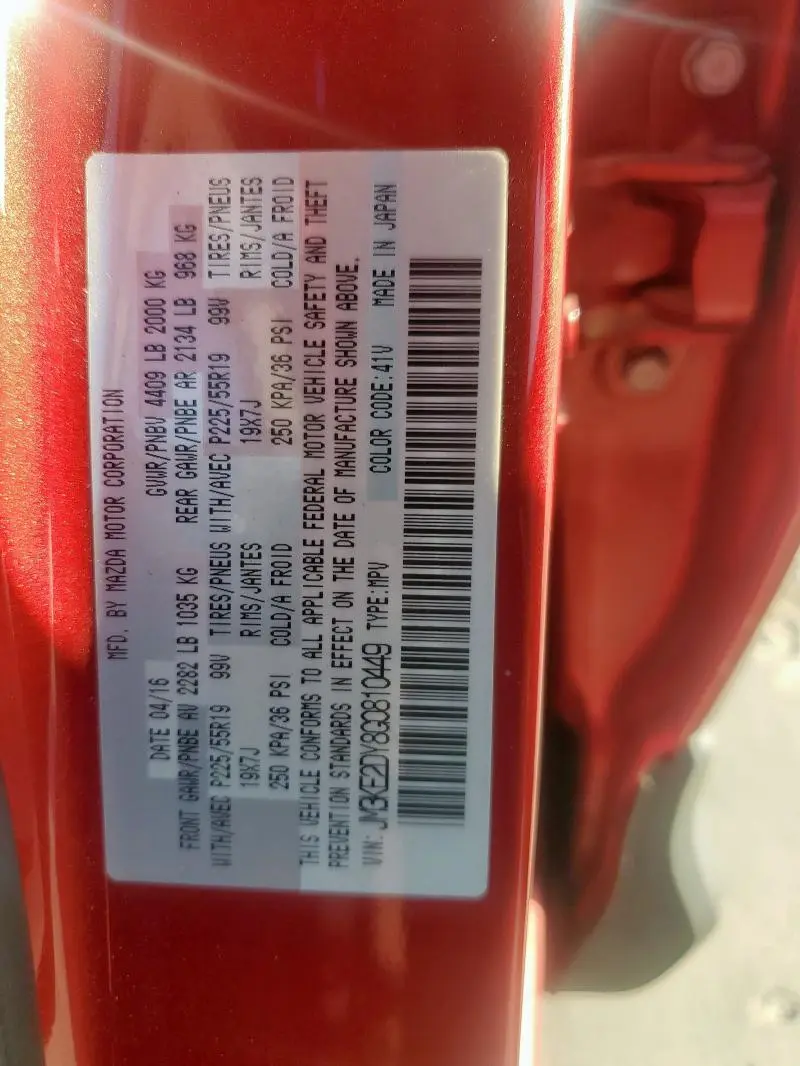 MFD. BY MAZDA MOTOR CORPORATION
DATE 04/16 GVWR/PNBV 4409 LB 2000 KG
FRONT GAWR/PNBE AV 2282 LB 1035 KG REAR GAWR/PNBE AR 2134 LB 968 KG
WITH/AVEC P225/55R19 99V TIRES/PNEUS WITH/AVEC P225/55R19 99V TIRES/PNEUS
19X7J RIMS/JANTES 19X7J RIMS/JANTES
250 KPA/36 PSI COLD/A FROID 250 KPA/36 PSI COLD/A FROID
THIS VEHICLE CONFORMS TO ALL APPLICABLE FEDERAL MOTOR VEHICLE SAFETY AND THEFT
PREVENTION STANDARDS IN EFFECT ON THE DATE OF MANUFACTURE SHOWN ABOVE.
VIN: JM3KE2DY8G0810449 TYPE:MPV COLOR CODE:41V MADE IN JAPAN